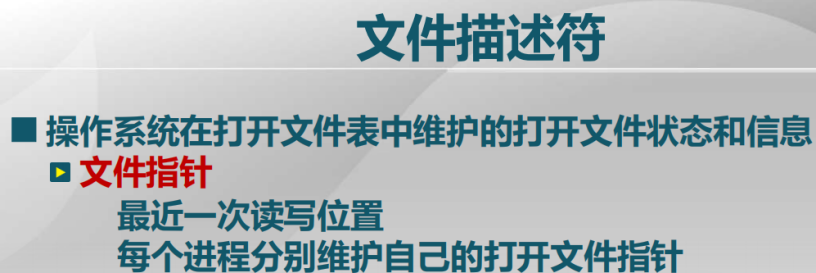 文件描述符
操作系统在打开文件表中维护的打开文件状态和信息
文件指针
最近一次读写位置
每个进程分别维护自己的打开文件指针